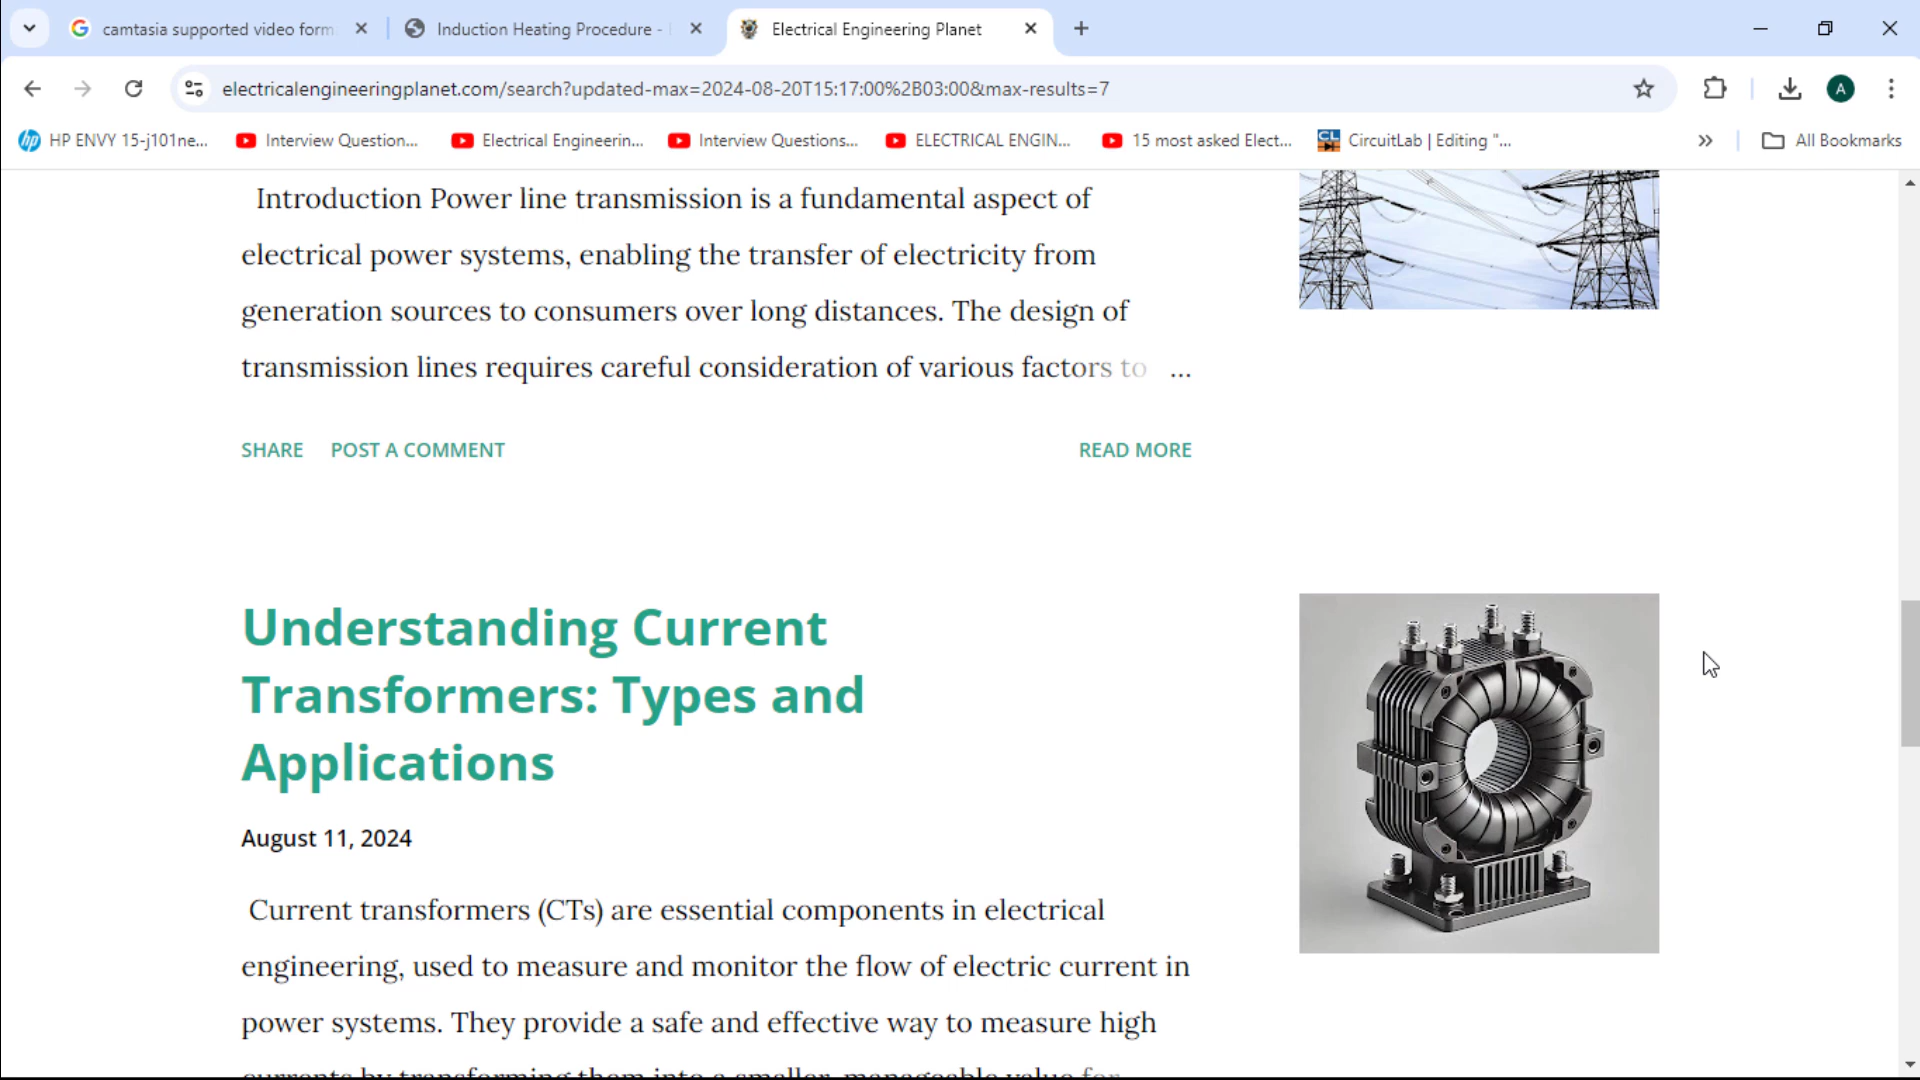 camtasia supported video form
Induction Heating Procedure -
Electrical Engineering Planet
electricalengineeringplanet.com/search?updated-max=2024-08-20T15:17:00%2B03:00&max-results=7
A
HP ENVY 15-j101ne...
Interview Question...
Electrical Engineerin...
Interview Questions...
ELECTRICAL ENGIN...
15 most asked Elect...
CircuitLab | Editing "...
All Bookmarks
Introduction Power line transmission is a fundamental aspect of
electrical power systems, enabling the transfer of electricity from
generation sources to consumers over long distances. The design of
transmission lines requires careful consideration of various factors to ...
SHARE POST A COMMENT READ MORE
Understanding Current
Transformers: Types and
Applications
August 11, 2024
Current transformers (CTs) are essential components in electrical
engineering, used to measure and monitor the flow of electric current in
power systems. They provide a safe and effective way to measure high
currents by transforming them into a smaller, manageable value for